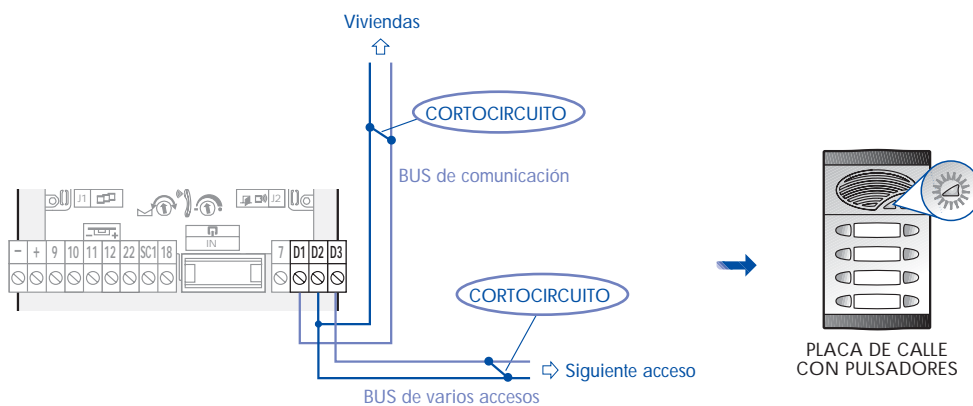 Viviendas
CORTOCIRCUITO
BUS de comunicación
J1
J2
IN
− + 9 10 11 12 22 SC1 18 7 D1 D2 D3
CORTOCIRCUITO
Siguiente acceso
BUS de varios accesos
PLACA DE CALLE
CON PULSADORES